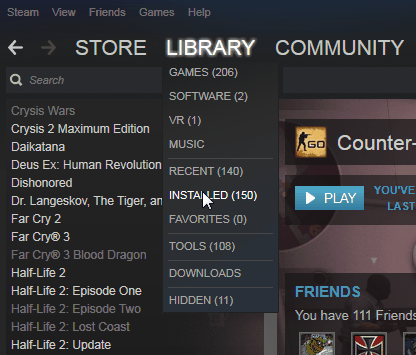 Steam View Friends Games Help
STORE LIBRARY COMMUNITY
Search
Crysis Wars
Crysis 2 Maximum Edition
Daikatana
Deus Ex: Human Revolution
Dishonored
Dr. Langeskov, The Tiger, an
Far Cry 2
Far Cry® 3
Far Cry® 3 Blood Dragon
Half-Life 2
Half-Life 2: Episode One
Half-Life 2: Episode Two
Half-Life 2: Lost Coast
Half-Life 2: Update
GAMES (206)
SOFTWARE (2)
VR (1)
MUSIC
RECENT (140)
INSTALLED (150)
FAVORITES (0)
TOOLS (108)
DOWNLOADS
HIDDEN (11)
GO
Counter-
PLAY
YOU'VE
LAST
FRIENDS
You have 111 Friends